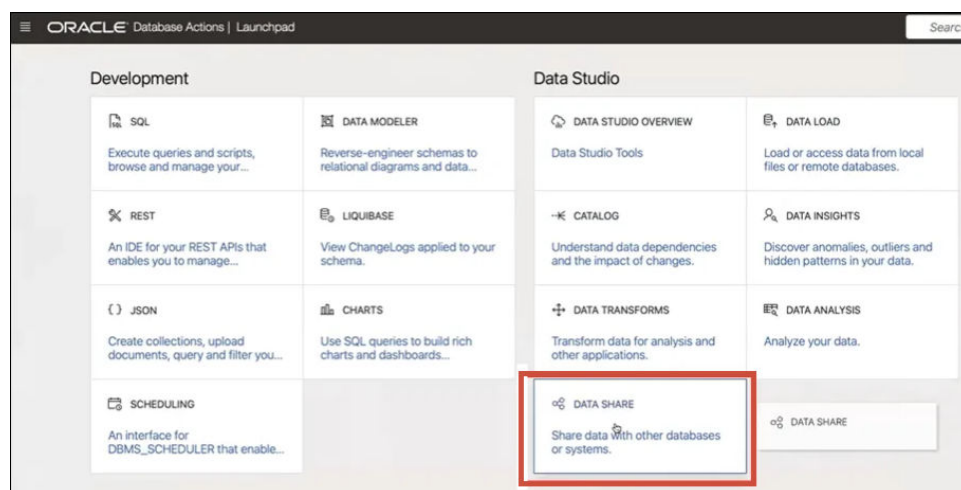 ORACLE Database Actions | Launchpad
Searc
Development
SQL
Execute queries and scripts,
browse and manage your...
DATA MODELER
Reverse-engineer schemas to
relational diagrams and data...
REST
An IDE for your REST APIs that
enables you to manage...
LIQUIBASE
View ChangeLogs applied to your
schema.
JSON
Create collections, upload
documents, query and filter you...
CHARTS
Use SQL queries to build rich
charts and dashboards...
SCHEDULING
An interface for
DBMS_SCHEDULER that enable...
Data Studio
DATA STUDIO OVERVIEW
Data Studio Tools
DATA LOAD
Load or access data from local
files or remote databases.
CATALOG
Understand data dependencies
and the impact of changes.
DATA INSIGHTS
Discover anomalies, outliers and
hidden patterns in your data.
DATA TRANSFORMS
Transform data for analysis and
other applications.
DATA ANALYSIS
Analyze your data.
DATA SHARE
Share data with other databases
or systems.
DATA SHARE